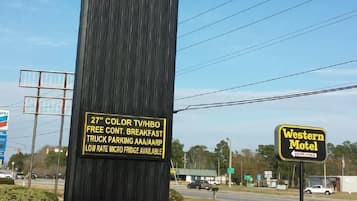 27" COLOR TV/HBO
FREE CONT. BREAKFAST
TRUCK PARKING AAA/AARP
LOW RATE MICRO FRIDGE AVAILABLE
Western
Motel